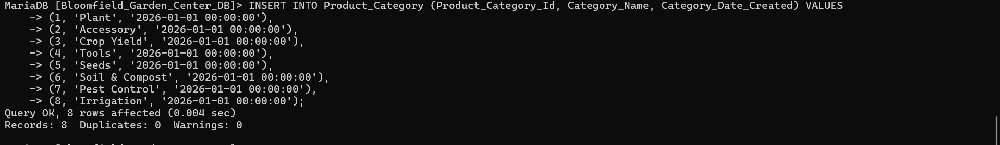 MariaDB [Bloomfield_Garden_Center_DB]> INSERT INTO Product_Category (Product_Category_Id, Category_Name, Category_Date_Created) VALUES
    -> (1, 'Plant', '2026-01-01 00:00:00'),
    -> (2, 'Accessory', '2026-01-01 00:00:00'),
    -> (3, 'Crop Yield', '2026-01-01 00:00:00'),
    -> (4, 'Tools', '2026-01-01 00:00:00'),
    -> (5, 'Seeds', '2026-01-01 00:00:00'),
    -> (6, 'Soil & Compost', '2026-01-01 00:00:00'),
    -> (7, 'Pest Control', '2026-01-01 00:00:00'),
    -> (8, 'Irrigation', '2026-01-01 00:00:00');
Query OK, 8 rows affected (0.004 sec)
Records: 8  Duplicates: 0  Warnings: 0